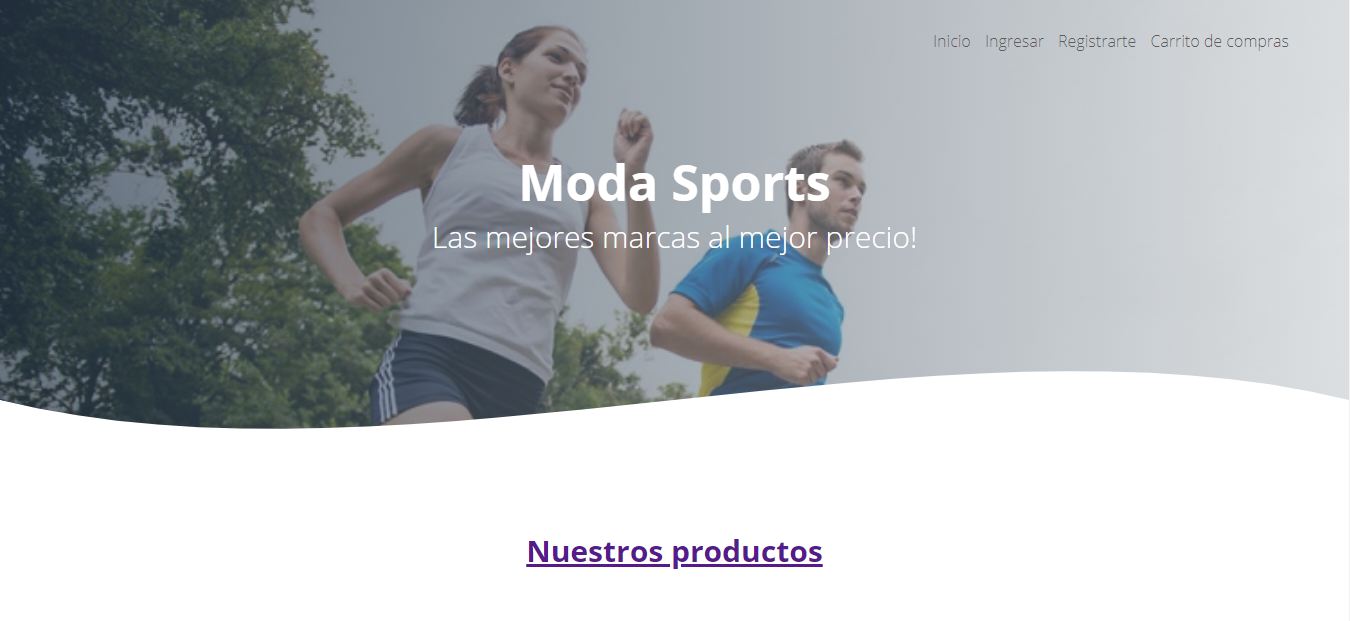 Inicio Ingresar Registrarte Carrito de compras
Moda Sports
Las mejores marcas al mejor precio!
Nuestros productos